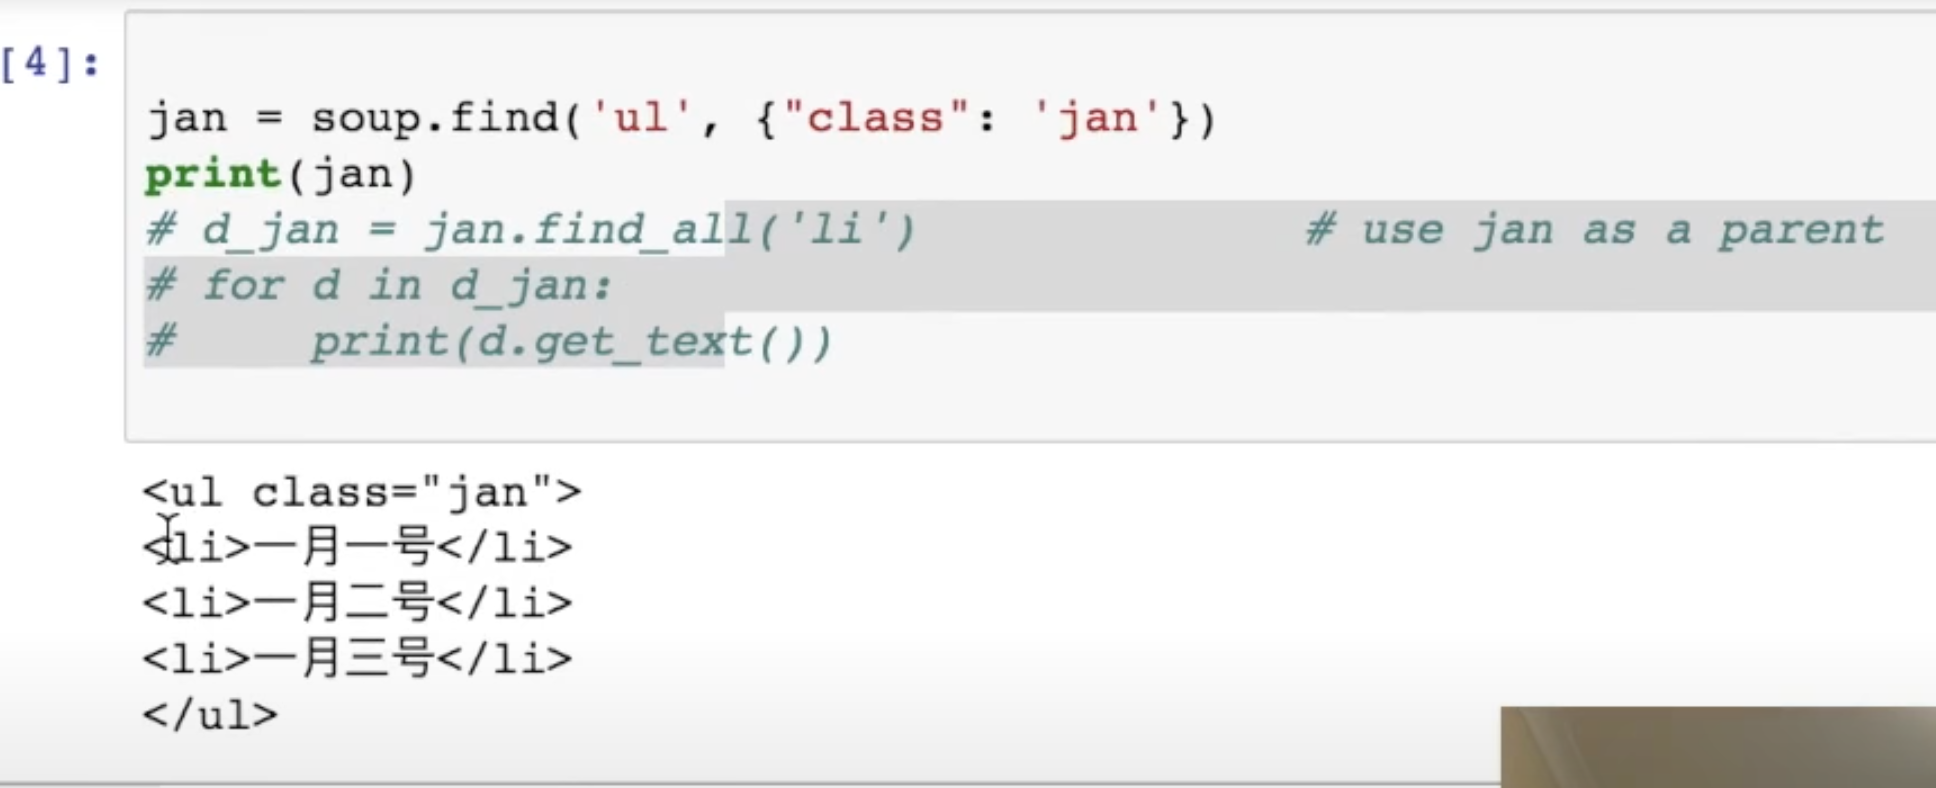 [4]:
jan = soup.find('ul', {"class": 'jan'})
print(jan)
# d_jan = jan.find_all('li')              # use jan as a parent
# for d in d_jan:
#     print(d.get_text())
<ul class="jan">
<li>一月一号</li>
<li>一月二号</li>
<li>一月三号</li>
</ul>